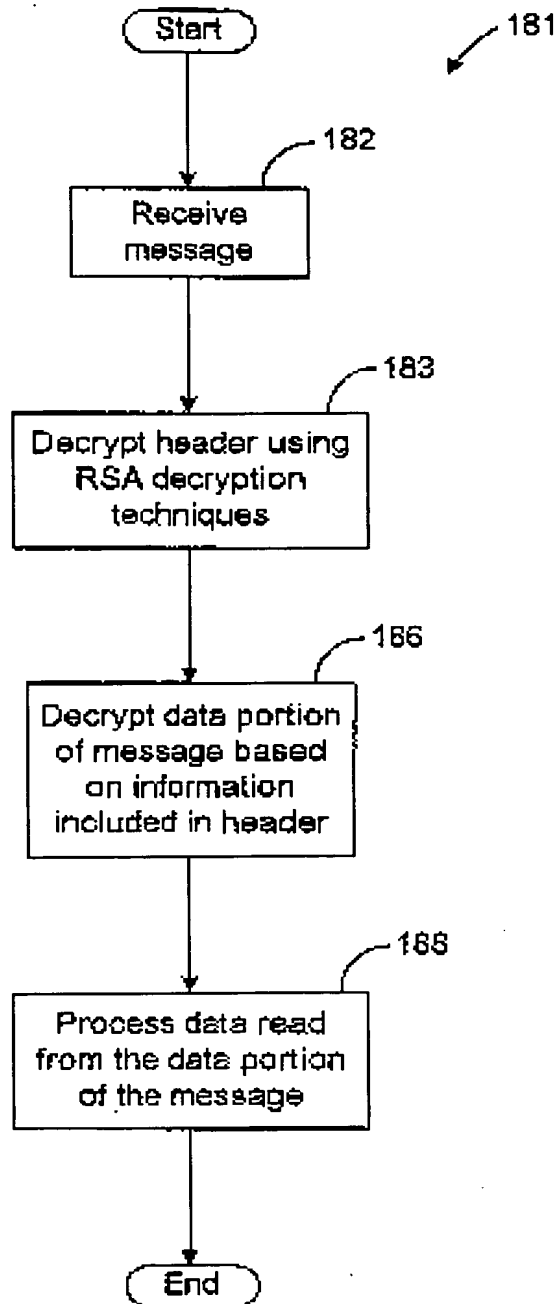 Start
181
182
Receive
message
183
Decrypt header using
RSA decryption
techniques
186
Decrypt data portion
of message based
on information
included in header
188
Process data read
from the data portion
of the message
End